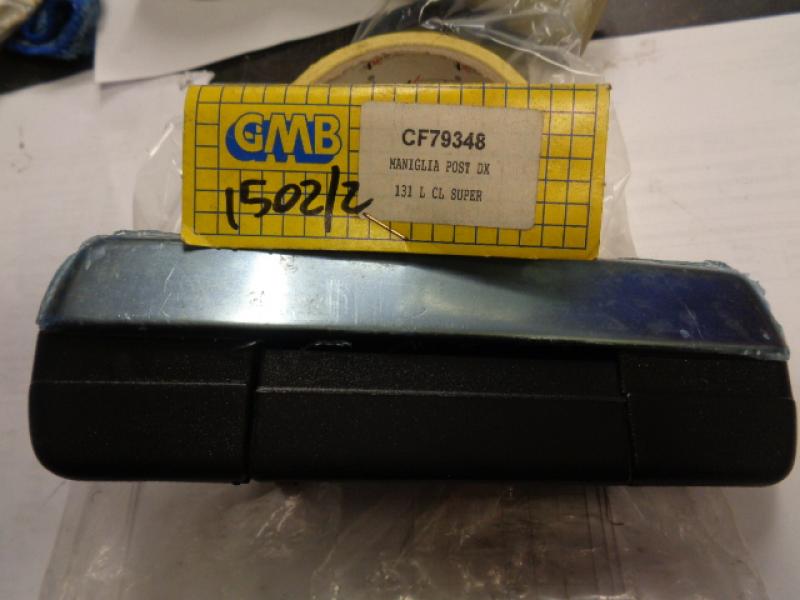 GMB
CF79348
MANIGLIA POST DX
131 L CL SUPER
1502/2